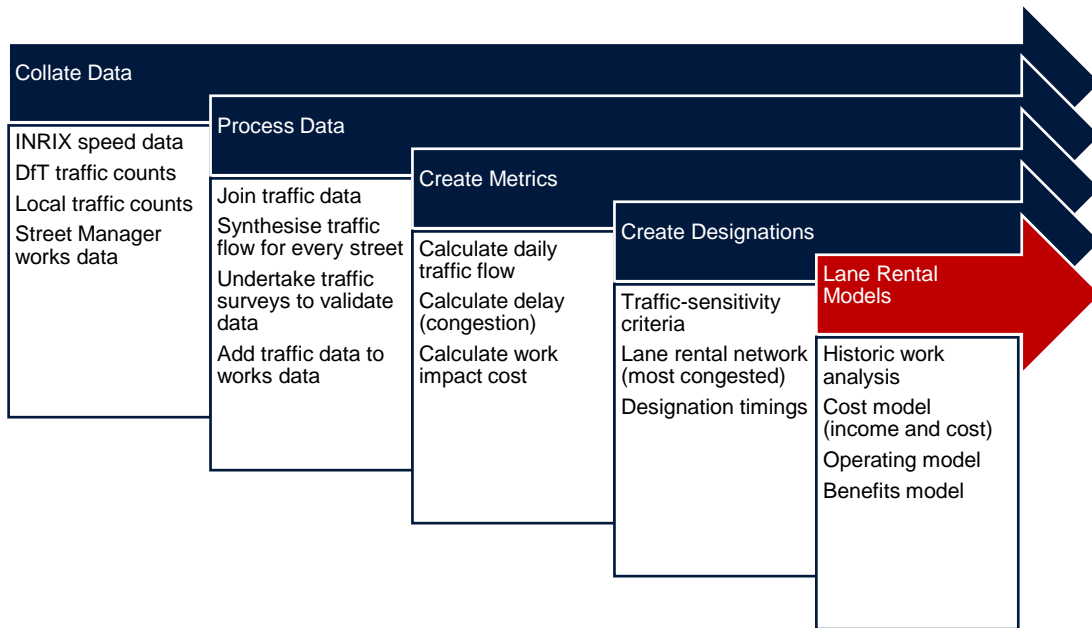 Collate Data
INRIX speed data
DfT traffic counts
Local traffic counts
Street Manager
works data
Process Data
Join traffic data
Synthesise traffic
flow for every street
Undertake traffic
surveys to validate
data
Add traffic data to
works data
Create Metrics
Calculate daily
traffic flow
Calculate delay
(congestion)
Calculate work
impact cost
Create Designations
Traffic-sensitivity
criteria
Lane rental network
(most congested)
Designation timings
Lane Rental
Models
Historic work
analysis
Cost model
(income and cost)
Operating model
Benefits model